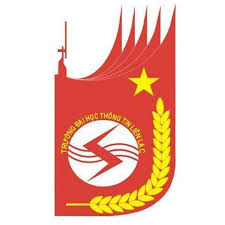 TRƯỜNG ĐẠI HỌC THÔNG TIN LIÊN LẠC